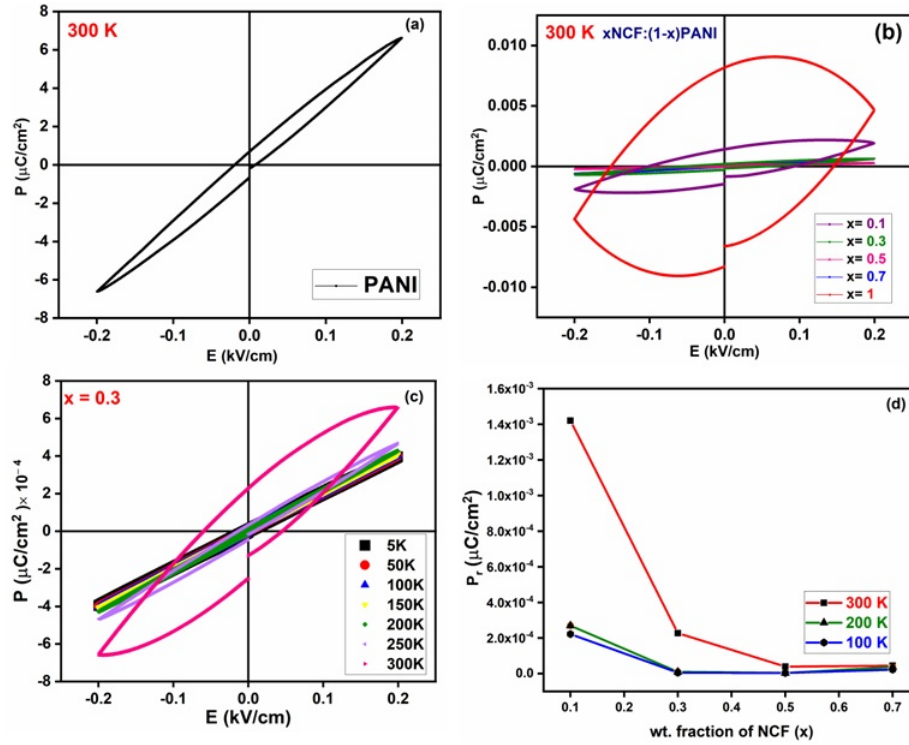 300 K
(a)
8
6
4
2
0
-2
-4
-6
-8
P (μC/cm²)
PANI
-0.2 -0.1 0.0 0.1 0.2
E (kV/cm)
300 K xNCF:(1-x)PANI
(b)
0.010
0.005
0.000
-0.005
-0.010
P (μC/cm²)
x= 0.1
x= 0.3
x= 0.5
x= 0.7
x= 1
-0.2 -0.1 0.0 0.1 0.2
E (kV/cm)
x = 0.3
(c)
8
6
4
2
0
-2
-4
-6
-8
P (μC/cm² )× 10⁻⁴
5K
50K
100K
150K
200K
250K
300K
-0.2 -0.1 0.0 0.1 0.2
E (kV/cm)
(d)
1.6x10⁻³
1.4x10⁻³
1.2x10⁻³
1.0x10⁻³
8.0x10⁻⁴
6.0x10⁻⁴
4.0x10⁻⁴
2.0x10⁻⁴
0.0
Pᵣ (μC/cm²)
300 K
200 K
100 K
0.1 0.2 0.3 0.4 0.5 0.6 0.7
wt. fraction of NCF (x)